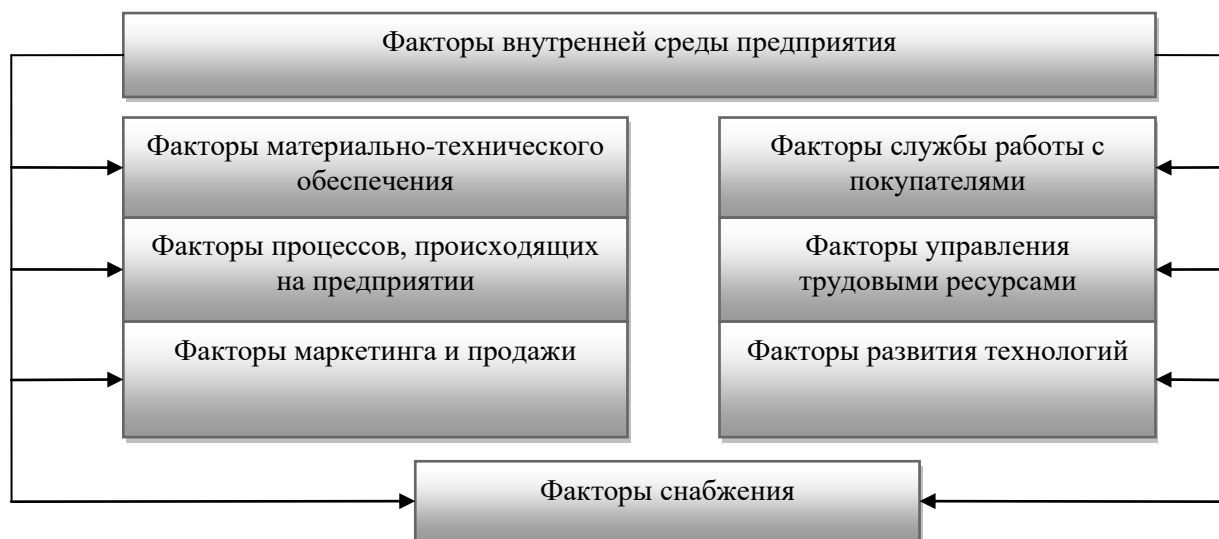 Факторы внутренней среды предприятия
Факторы материально-технического
обеспечения
Факторы процессов, происходящих
на предприятии
Факторы маркетинга и продажи
Факторы службы работы с
покупателями
Факторы управления
трудовыми ресурсами
Факторы развития технологий
Факторы снабжения